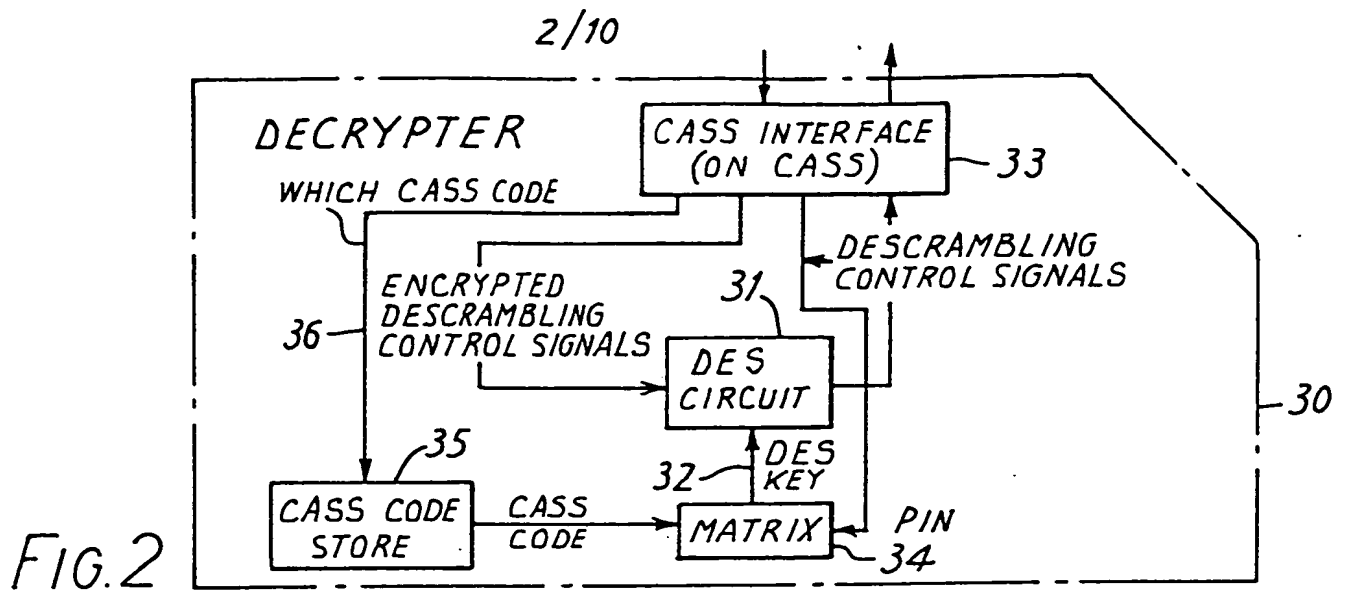 2/10
DECRYPTER
CASS INTERFACE
(ON CASS)
33
WHICH CASS CODE
DESCRAMBLING
CONTROL SIGNALS
ENCRYPTED
DESCRAMBLING
CONTROL SIGNALS
36
31
DES
CIRCUIT
30
35
32
DES
KEY
CASS CODE
STORE
CASS
CODE
MATRIX
PIN
34
FIG.2